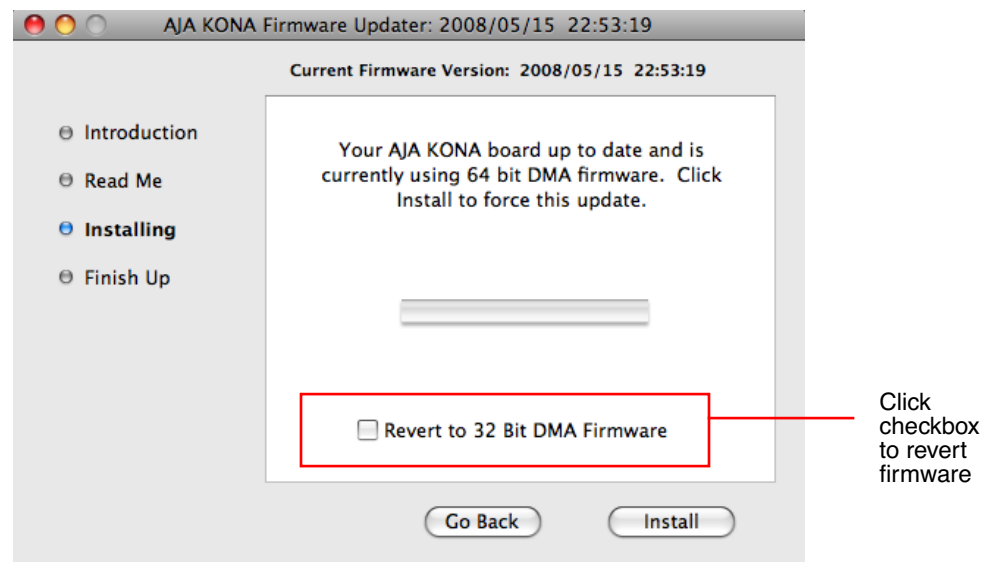 AJA KONA Firmware Updater: 2008/05/15 22:53:19
Current Firmware Version: 2008/05/15 22:53:19
Introduction
Read Me
Installing
Finish Up
Your AJA KONA board up to date and is
currently using 64 bit DMA firmware. Click
Install to force this update.
Revert to 32 Bit DMA Firmware
Click
checkbox
to revert
firmware
Go Back
Install